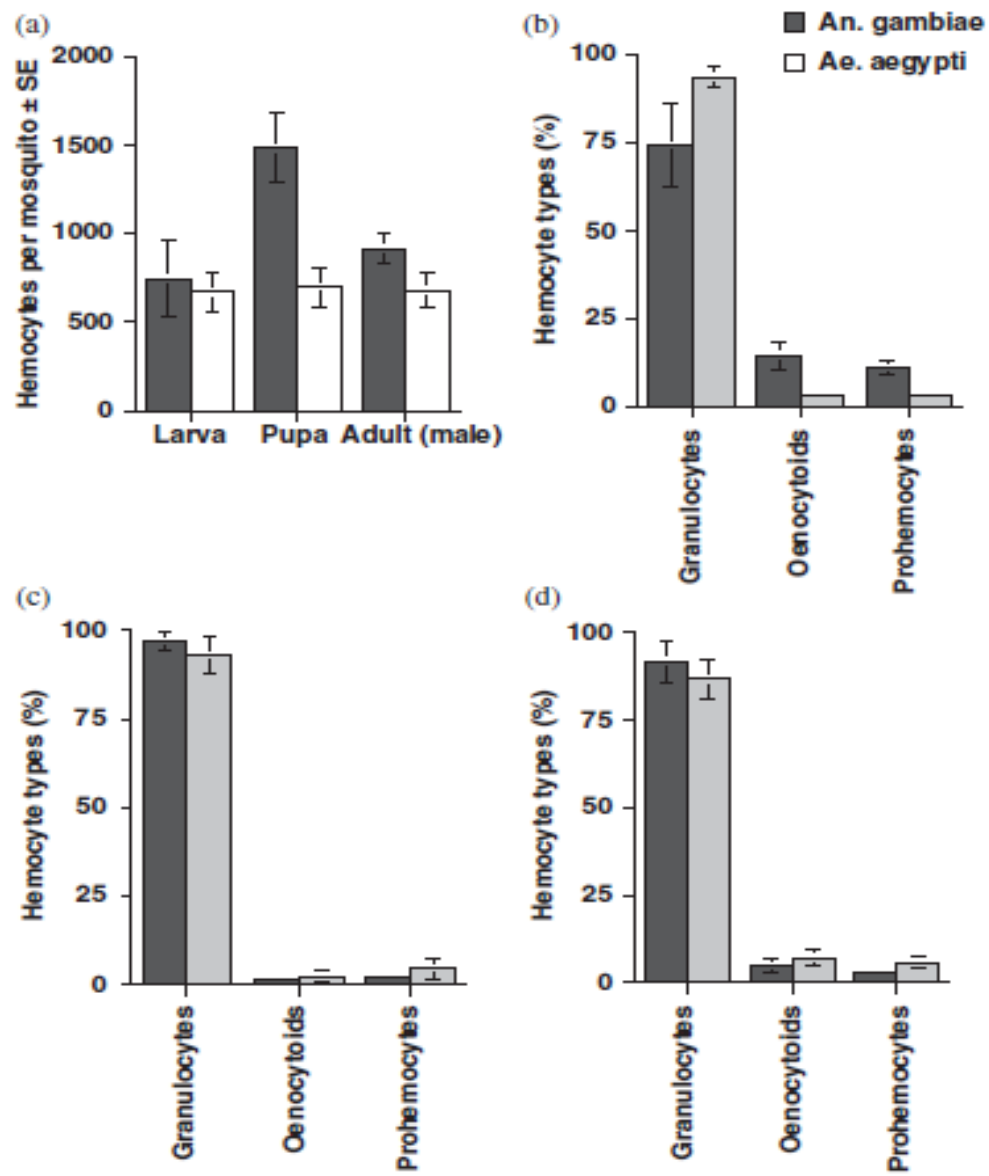 (a)
Hemocytes per mosquito ± SE
2000
1500
1000
500
0
Larva Pupa Adult (male)
(b)
An. gambiae
Ae. aegypti
Hemocyte types (%)
100
75
50
25
0
Granulocytes
Oenocytoids
Prohemocytes
(c)
Hemocyte types (%)
100
75
50
25
0
Granulocytes
Oenocytoids
Prohemocytes
(d)
Hemocyte types (%)
100
75
50
25
0
Granulocytes
Oenocytoids
Prohemocytes